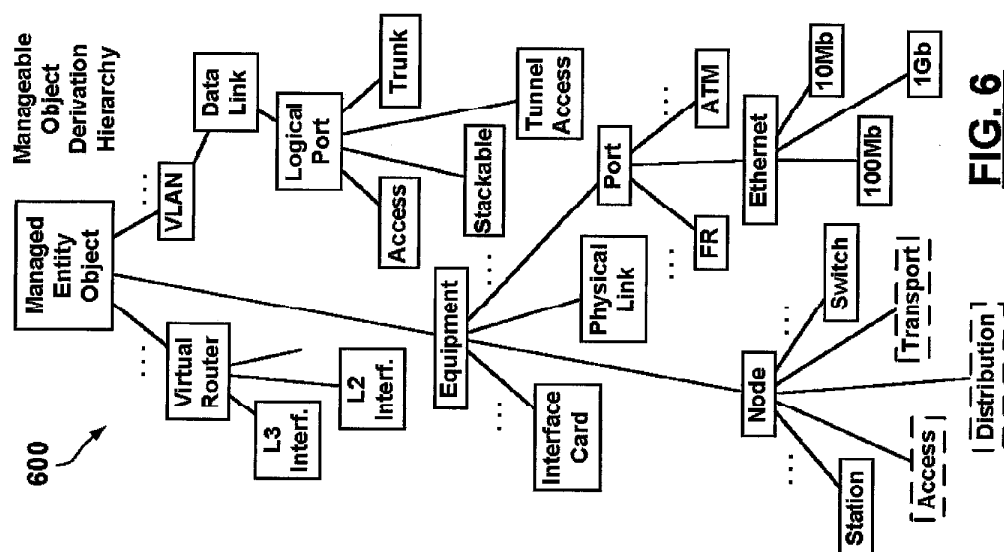 600
Manageable
Object
Derivation
Hierarchy
Managed
Entity
Object
...
...
Virtual
Router
VLAN
Data
Link
L3
Interf.
L2
Interf.
Logical
Port
Access
Trunk
Stackable
Tunnel
Access
Equipment
...
...
Interface
Card
Physical
Link
Port
...
...
FR
ATM
Ethernet
10Mb
100Mb
1Gb
Node
...
...
Station
Switch
Access
Transport
Distribution
FIG. 6